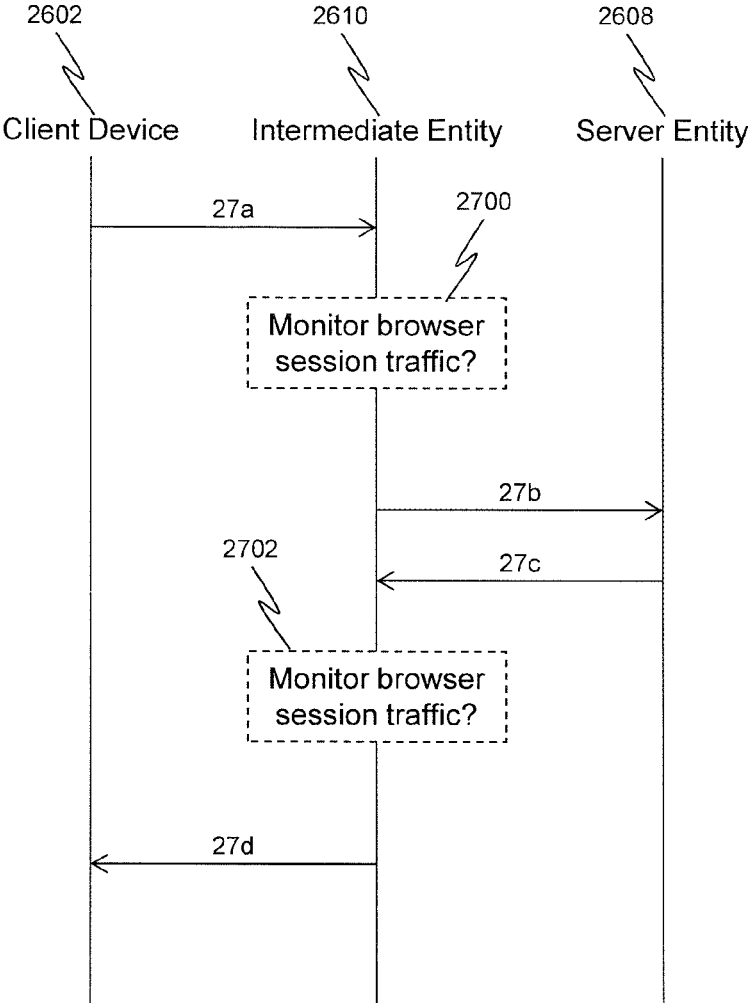 2602
2610
2608
Client Device
Intermediate Entity
Server Entity
27a
2700
Monitor browser
session traffic?
27b
2702
27c
Monitor browser
session traffic?
27d